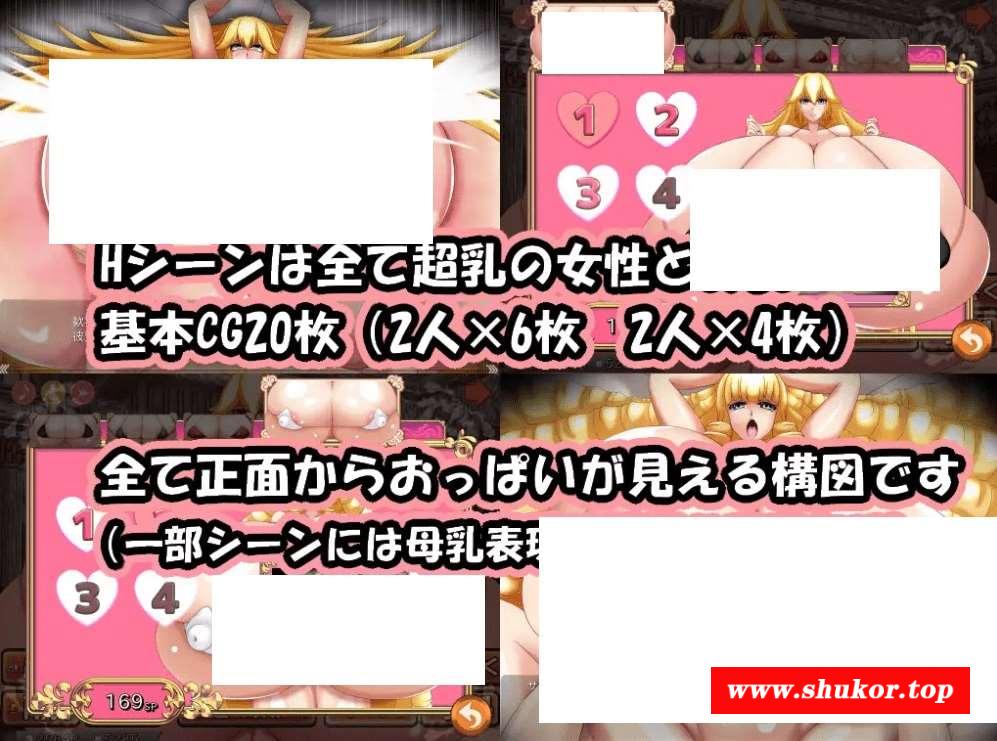 1 2
3 4
Hシーンは全て超乳の女性と
基本CG20枚(2人×6枚 2人×4枚)
全て正面からおっぱいが見える構図です
(一部シーンには母乳表現
1
3 4
169SP
www.shukor.top